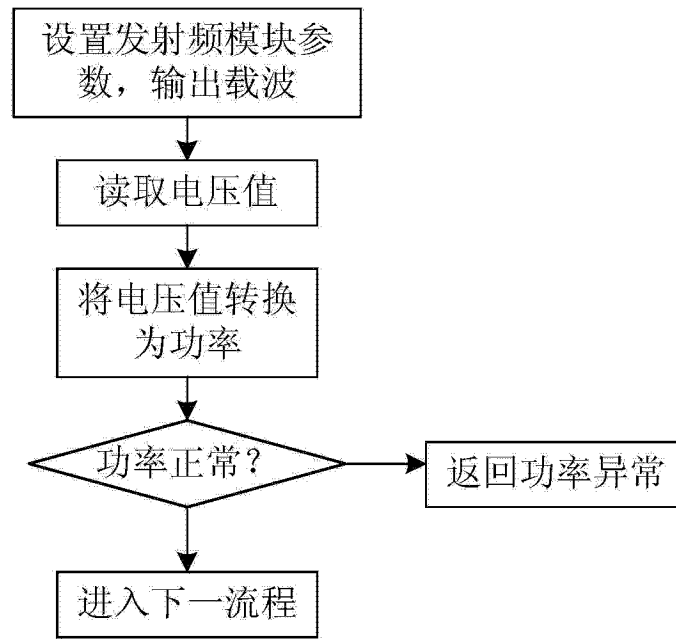 设置发射频模块参
数，输出载波
读取电压值
将电压值转换
为功率
功率正常？
返回功率异常
进入下一流程